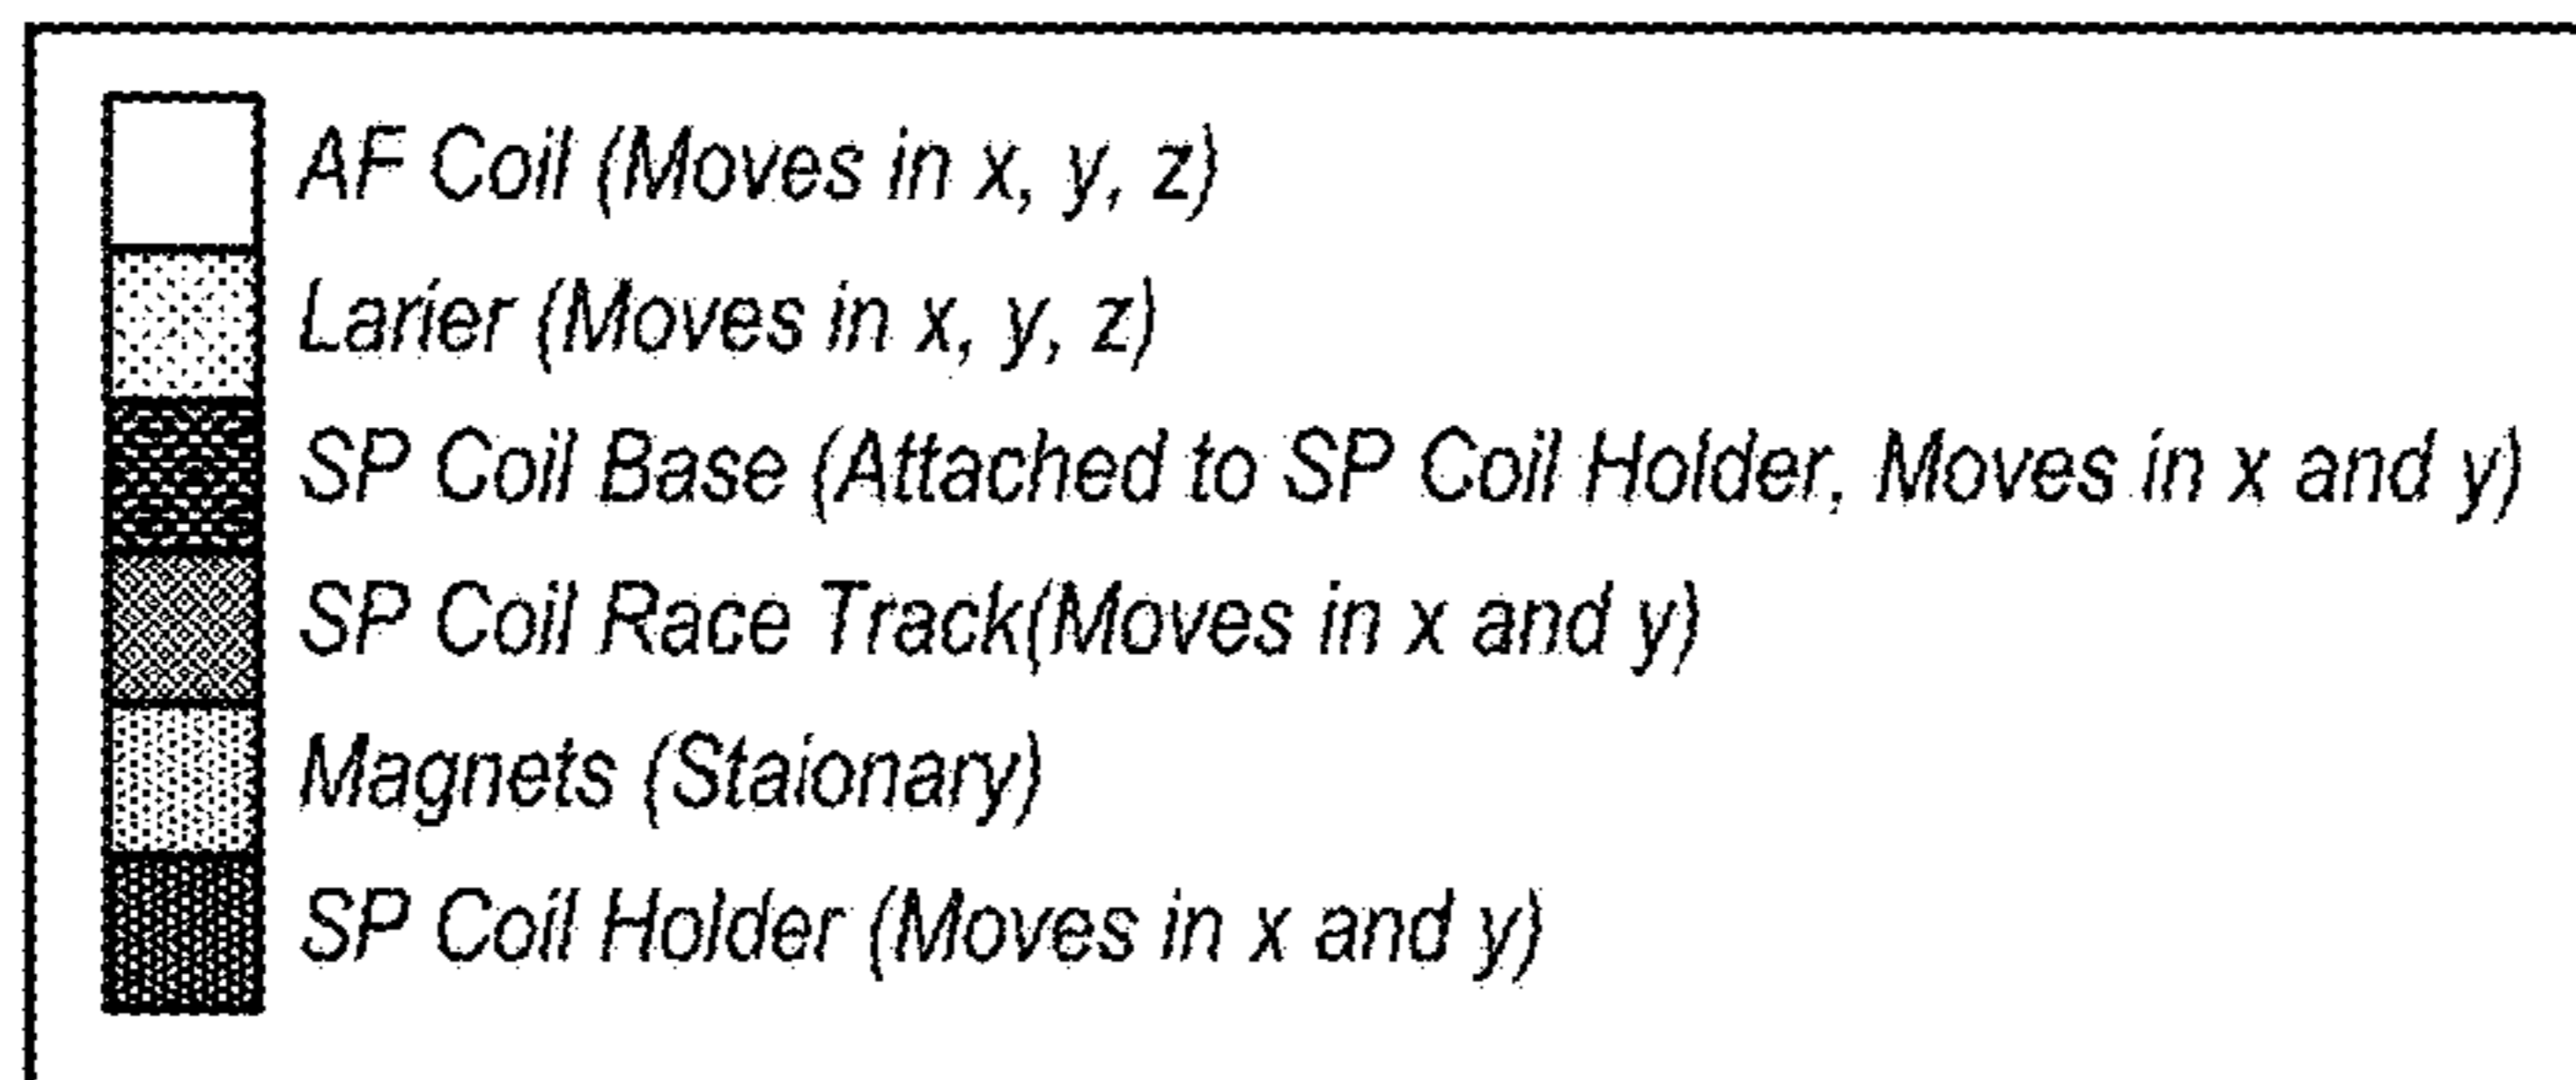 AF Coil (Moves in x, y, z)
Larier (Moves in x, y, z)
SP Coil Base (Attached to SP Coil Holder, Moves in x and y)
SP Coil Race Track(Moves in x and y)
Magnets (Staionary)
SP Coil Holder (Moves in x and y)